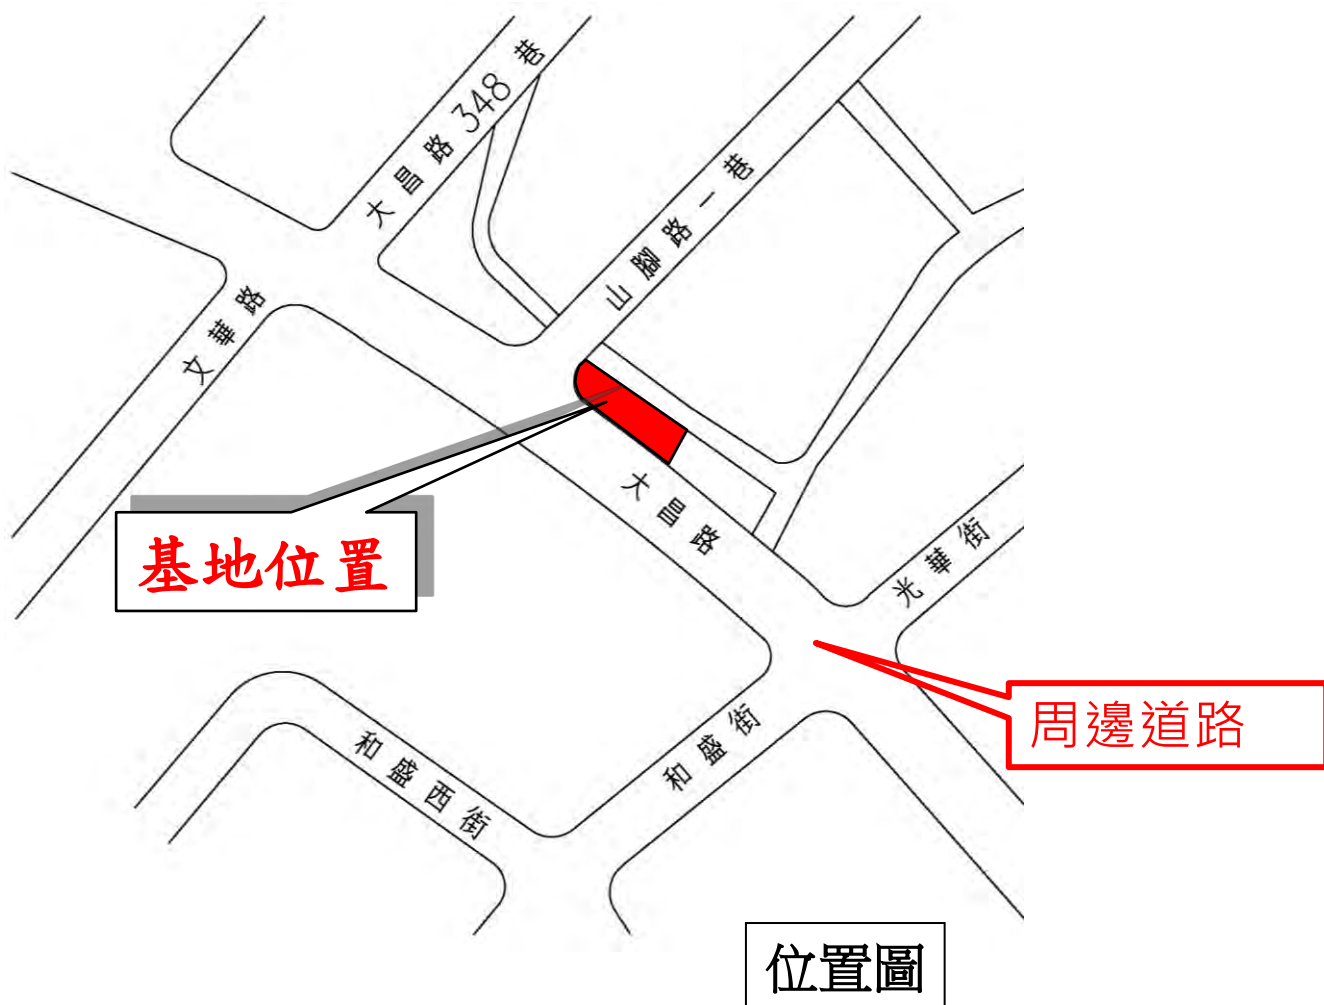 大昌路348巷
山腳路一巷
文華路
大昌路
基地位置
光華街
周邊道路
和盛街
和盛西街
位置圖